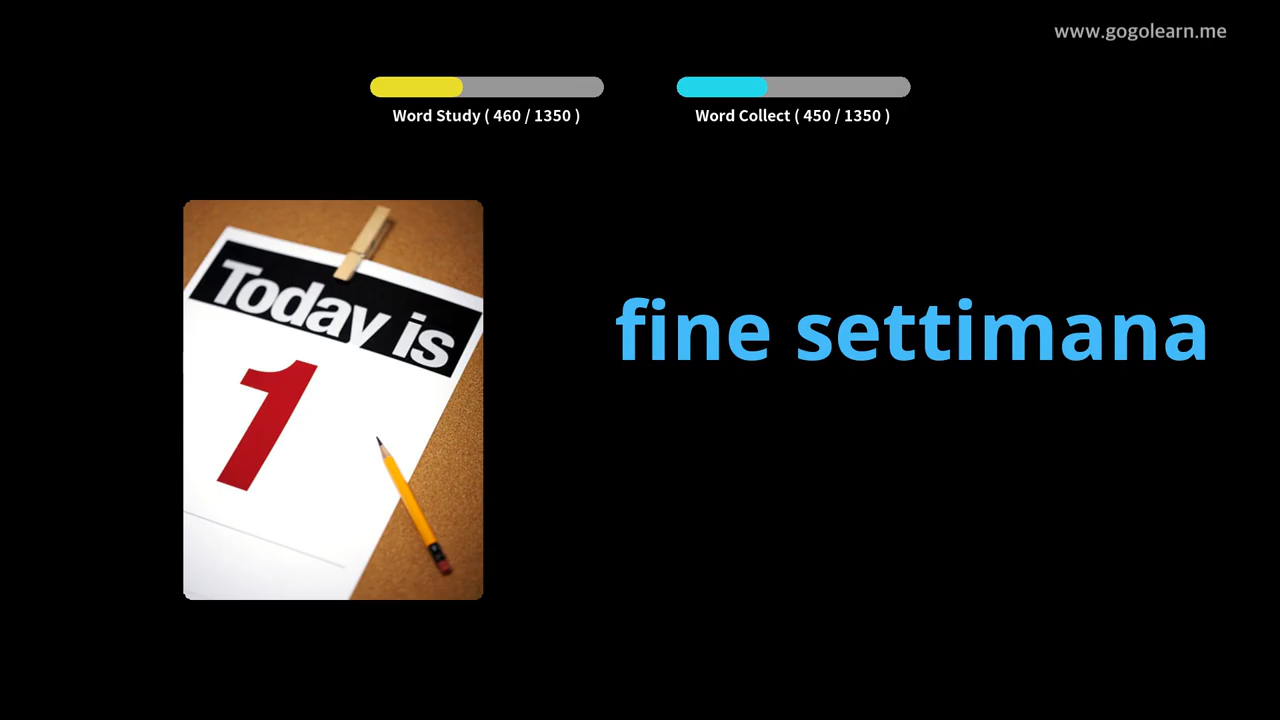 www.gogolearn.me
Word Study ( 460 / 1350 )
Word Collect ( 450 / 1350 )
Today is
1
fine settimana